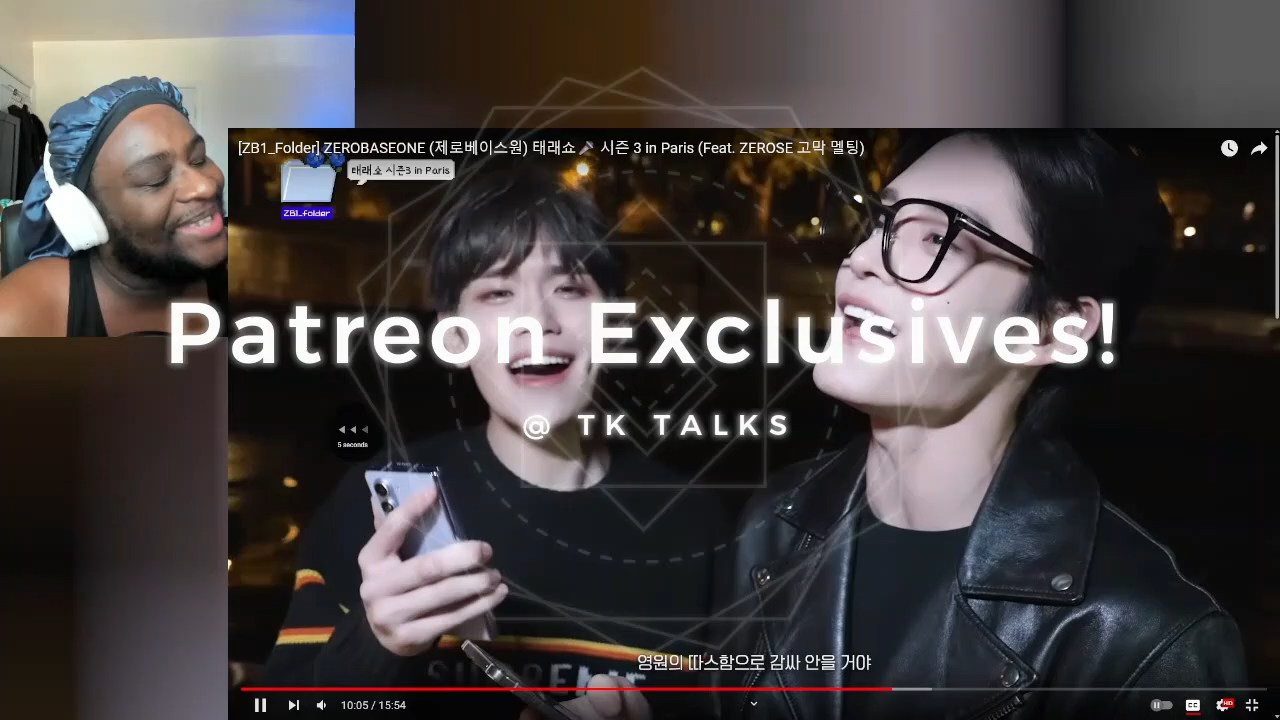 [ZB1_Folder] ZEROBASEONE (제로베이스원) 태래쇼🎤 시즌 3 in Paris (Feat. ZEROSE 고막 멜팅)
태래쇼 시즌3 in Paris
ZB1_folder
Patreon Exclusives!
@ TK TALKS
5 seconds
영원의 따스함으로 감싸 안을 거야
10:05 / 15:54
CC
HD